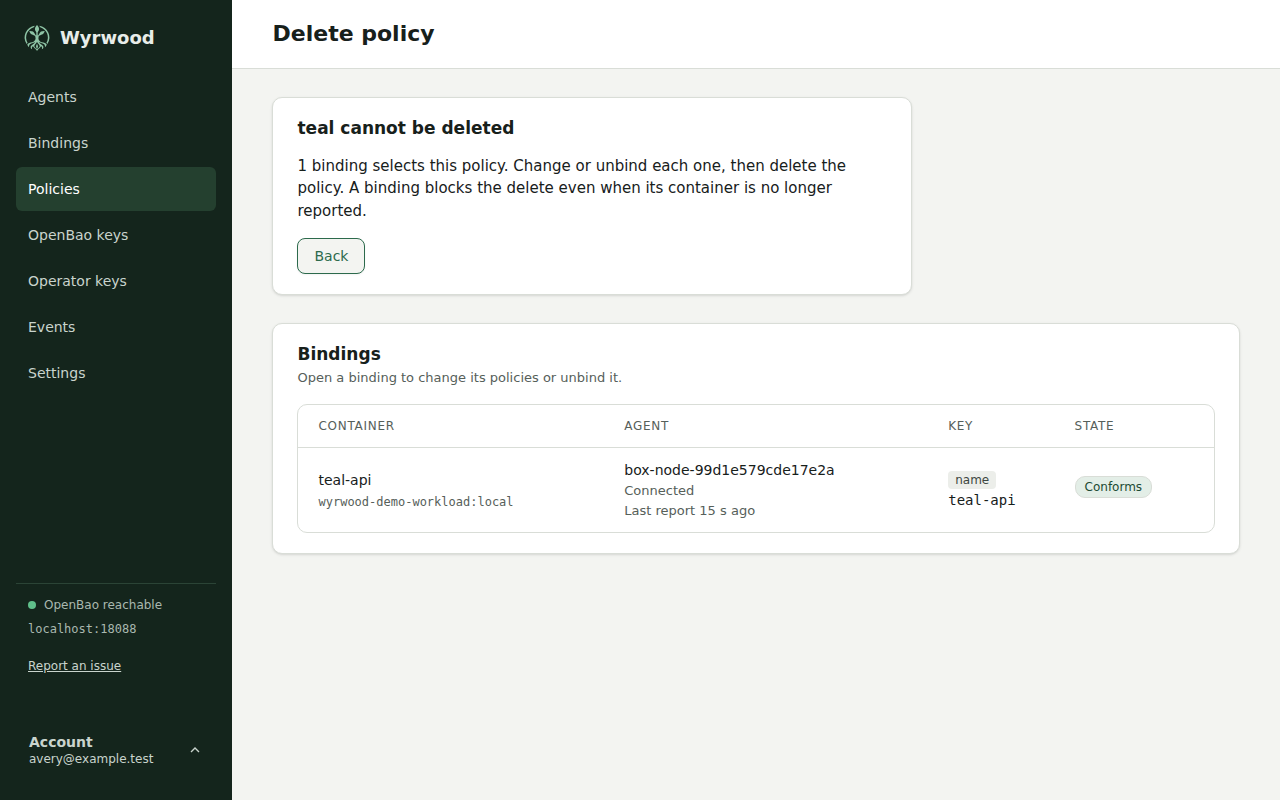 Wyrwood
Agents
Bindings
Policies
OpenBao keys
Operator keys
Events
Settings
OpenBao reachable
localhost:18088
Report an issue
Account
avery@example.test
Delete policy
teal cannot be deleted
1 binding selects this policy. Change or unbind each one, then delete the
policy. A binding blocks the delete even when its container is no longer
reported.
Back
Bindings
Open a binding to change its policies or unbind it.
CONTAINER AGENT KEY STATE
teal-api
wyrwood-demo-workload:local
box-node-99d1e579cde17e2a
Connected
Last report 15 s ago
name
teal-api
Conforms